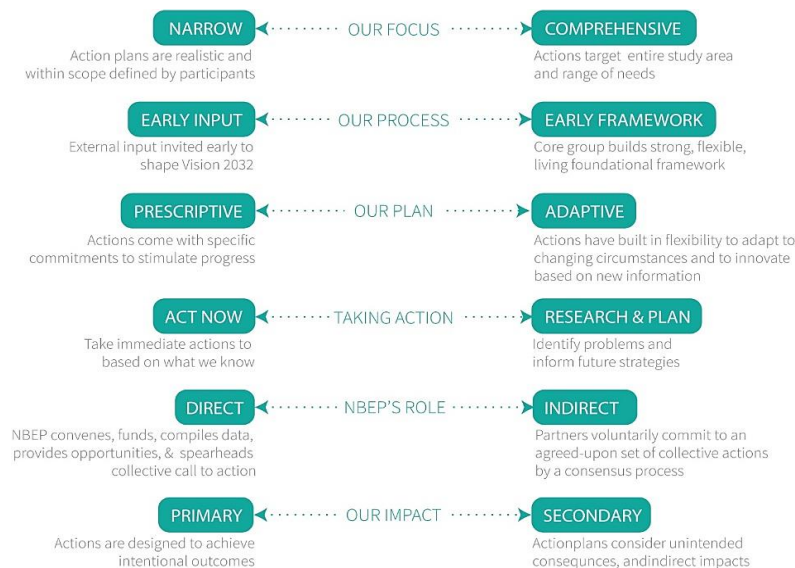 NARROW OUR FOCUS COMPREHENSIVE
Action plans are realistic and
within scope defined by participants
Actions target entire study area
and range of needs
EARLY INPUT OUR PROCESS EARLY FRAMEWORK
External input invited early to
shape Vision 2032
Core group builds strong, flexible,
living foundational framework
PRESCRIPTIVE OUR PLAN ADAPTIVE
Actions come with specific
commitments to stimulate progress
Actions have built in flexibility to adapt to
changing circumstances and to innovate
based on new information
ACT NOW TAKING ACTION RESEARCH & PLAN
Take immediate actions to
based on what we know
Identify problems and
inform future strategies
DIRECT NBEP'S ROLE INDIRECT
NBEP convenes, funds, compiles data,
provides opportunities, & spearheads
collective call to action
Partners voluntarily commit to an
agreed-upon set of collective actions
by a consensus process
PRIMARY OUR IMPACT SECONDARY
Actions are designed to achieve
intentional outcomes
Actionplans consider unintended
consequnces, andindirect impacts